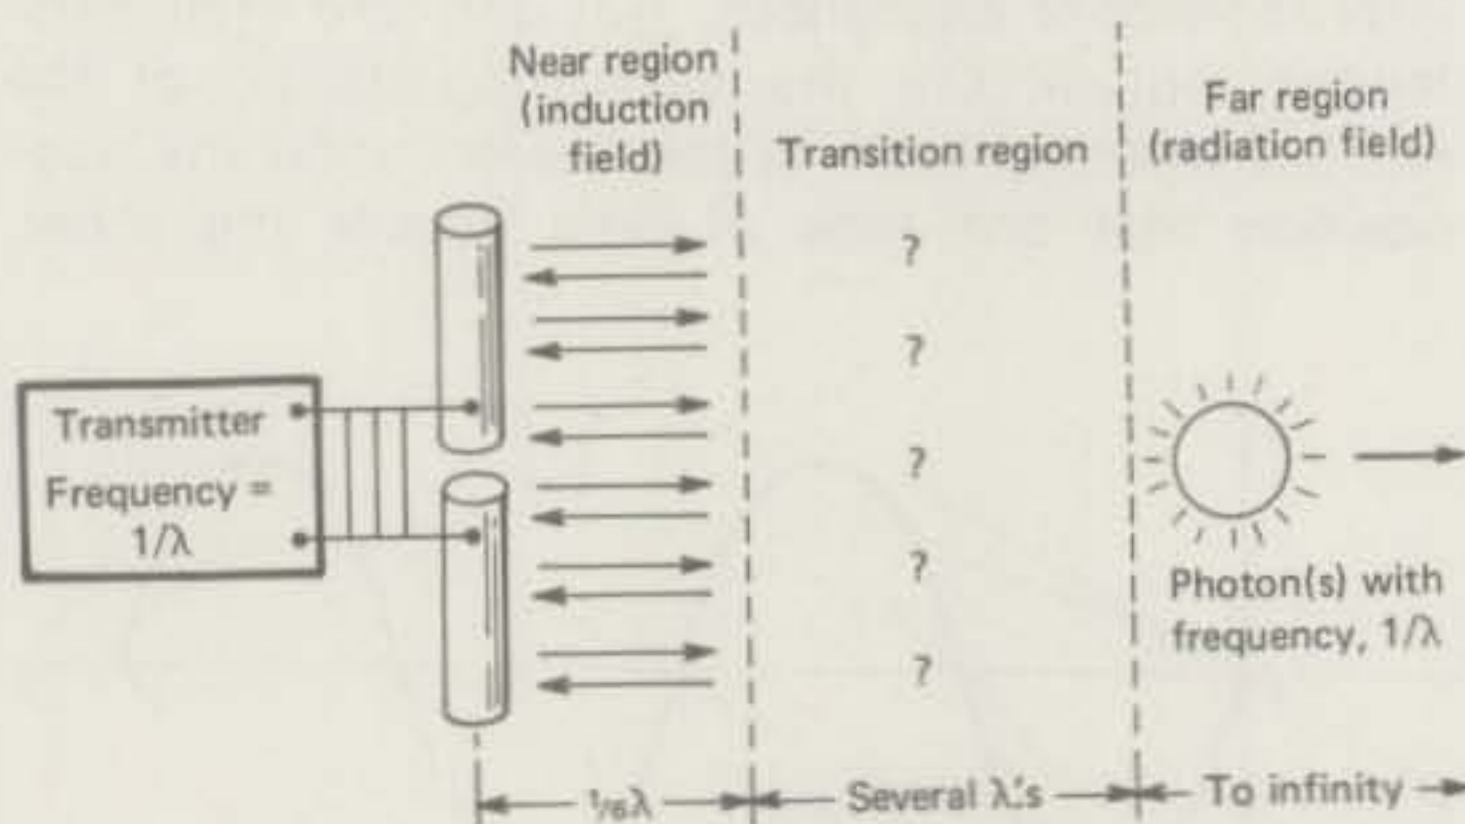 Near region
(induction
field)
Transition region
Far region
(radiation field)
?
?
?
?
?
Transmitter
Frequency =
1/λ
Photon(s) with
frequency, 1/λ
1/6λ
Several λ's
To infinity